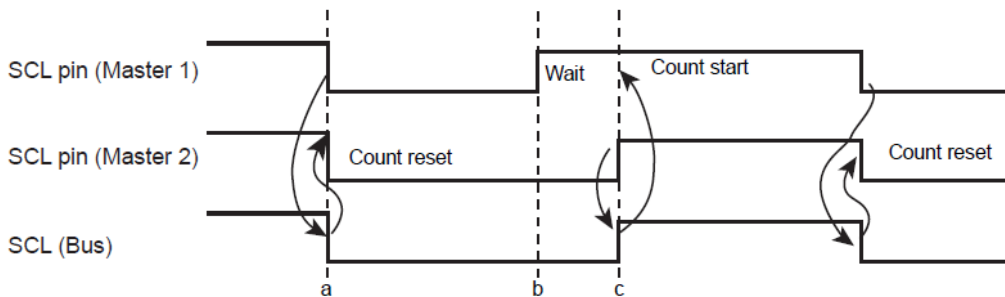 SCL pin (Master 1)
Wait
Count start
SCL pin (Master 2)
Count reset
Count reset
SCL (Bus)
a
b
c